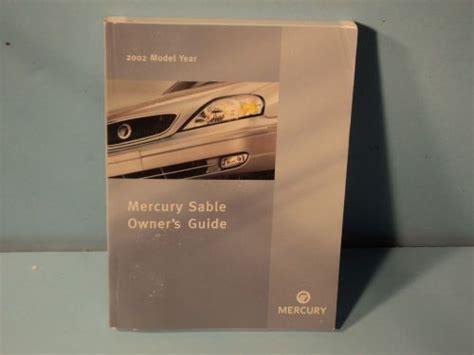 2002 Model Year
Mercury Sable
Owner's Guide
MERCURY